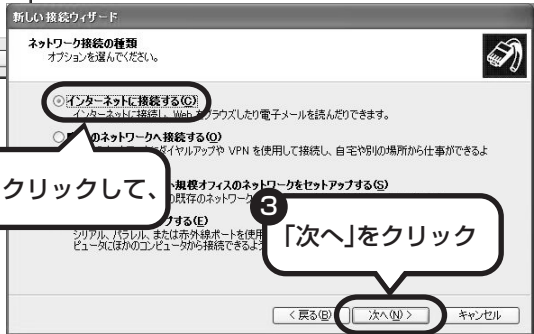 新しい接続ウィザード
ネットワーク接続の種類
オプションを選んでください。
インターネットに接続する(C)
インターネットに接続し、Web をブラウズしたり電子メールを読んだりできます。
のネットワークへ接続する(O)
ダイヤルアップや VPN を使用して接続し、自宅や別の場所から仕事ができるよ
規模オフィスのネットワークをセットアップする(S)
の既存のネットワーク
する(E)
シリアル、パラレル、または赤外線ポートを使用
ピュータにほかのコンピュータから接続できるよう
クリックして、
3
「次へ」をクリック
< 戻る(B)
次へ(N) >
キャンセル